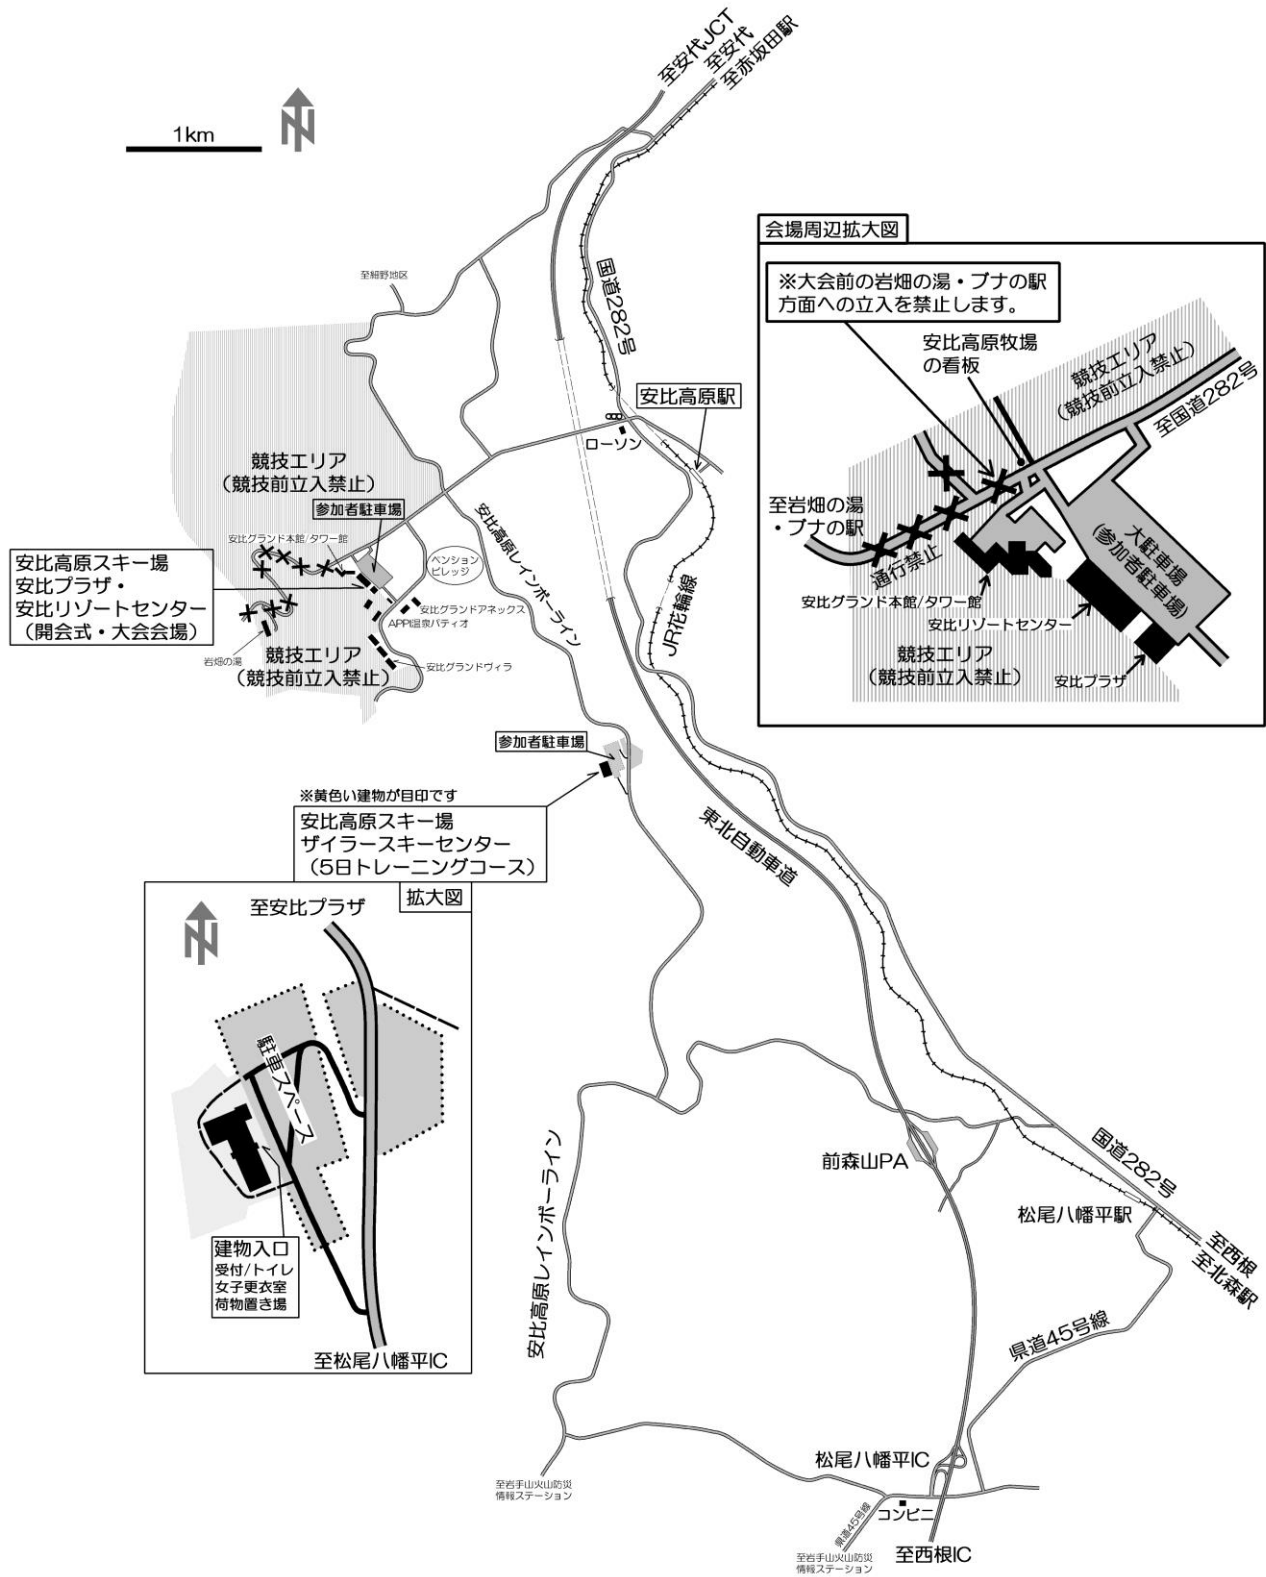 至安代JCT
至安代
至赤坂田駅
1km
N
会場周辺拡大図
※大会前の岩畑の湯・ブナの駅
方面への立入を禁止します。
安比高原牧場
の看板
競技エリア
（競技前立入禁止）
至国道282号
至岩畑の湯
・ブナの駅
通行禁止
大駐車場
（参加者駐車場）
安比グランド本館/タワー館
安比リゾートセンター
競技エリア
（競技前立入禁止）
安比プラザ
至細野地区
国道282号
安比高原駅
ローソン
競技エリア
（競技前立入禁止）
参加者駐車場
安比グランド本館/タワー館
安比高原スキー場
安比プラザ・
安比リゾートセンター
（開会式・大会会場）
ペンション
ビレッジ
安比高原レインボーライン
安比グランドアネックス
APPI温泉パティオ
岩畑の湯
競技エリア
（競技前立入禁止）
安比グランドヴィラ
JR花輪線
参加者駐車場
※黄色い建物が目印です
安比高原スキー場
ザイラースキーセンター
（5日トレーニングコース）
東北自動車道
拡大図
N
至安比プラザ
駐車スペース
建物入口
受付/トイレ
女子更衣室
荷物置き場
至松尾八幡平IC
安比高原レインボーライン
前森山PA
国道282号
松尾八幡平駅
至西根
至北森駅
県道45号線
松尾八幡平IC
至岩手山火山防災
情報ステーション
コンビニ
県道45号線
至岩手山火山防災
情報ステーション
至西根IC